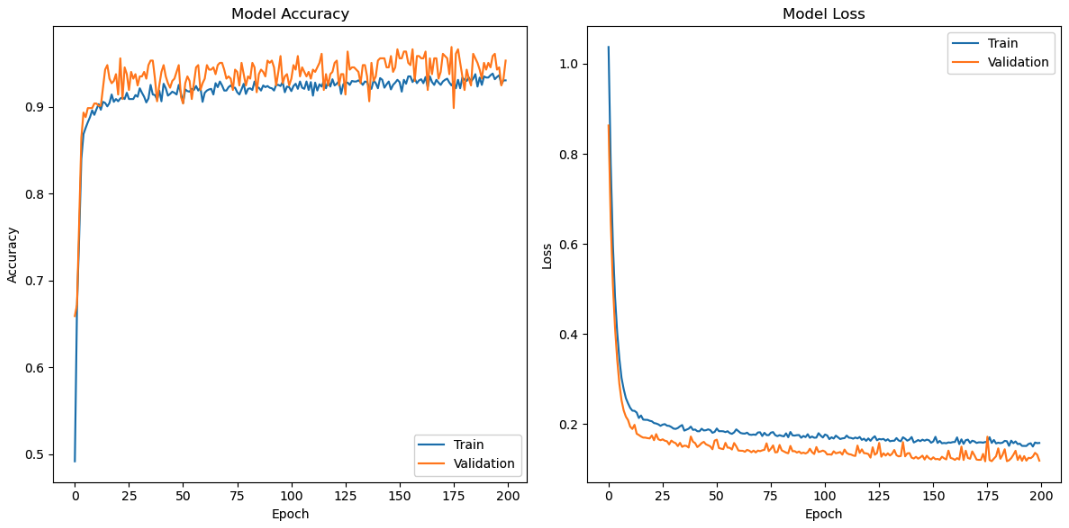 Model Accuracy
Accuracy
0.9
0.8
0.7
0.6
0.5
0
25
50
75
100
125
150
175
200
Epoch
Train
Validation
Model Loss
Loss
1.0
0.8
0.6
0.4
0.2
0
25
50
75
100
125
150
175
200
Epoch
Train
Validation